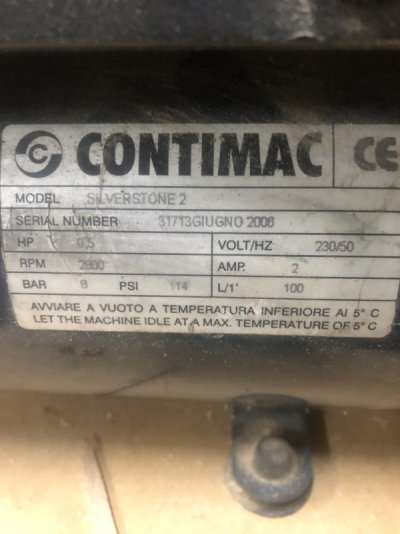 C CONTIMAC CE
MODEL SILVERSTONE 2
SERIAL NUMBER 31713GIUGNO 2006
HP 0,5 VOLT/HZ 230/50
RPM 2800 AMP. 2
BAR 8 PSI 114 L/1' 100
AVVIARE A VUOTO A TEMPERATURA INFERIORE AI 5° C
LET THE MACHINE IDLE AT A MAX. TEMPERATURE OF 5° C